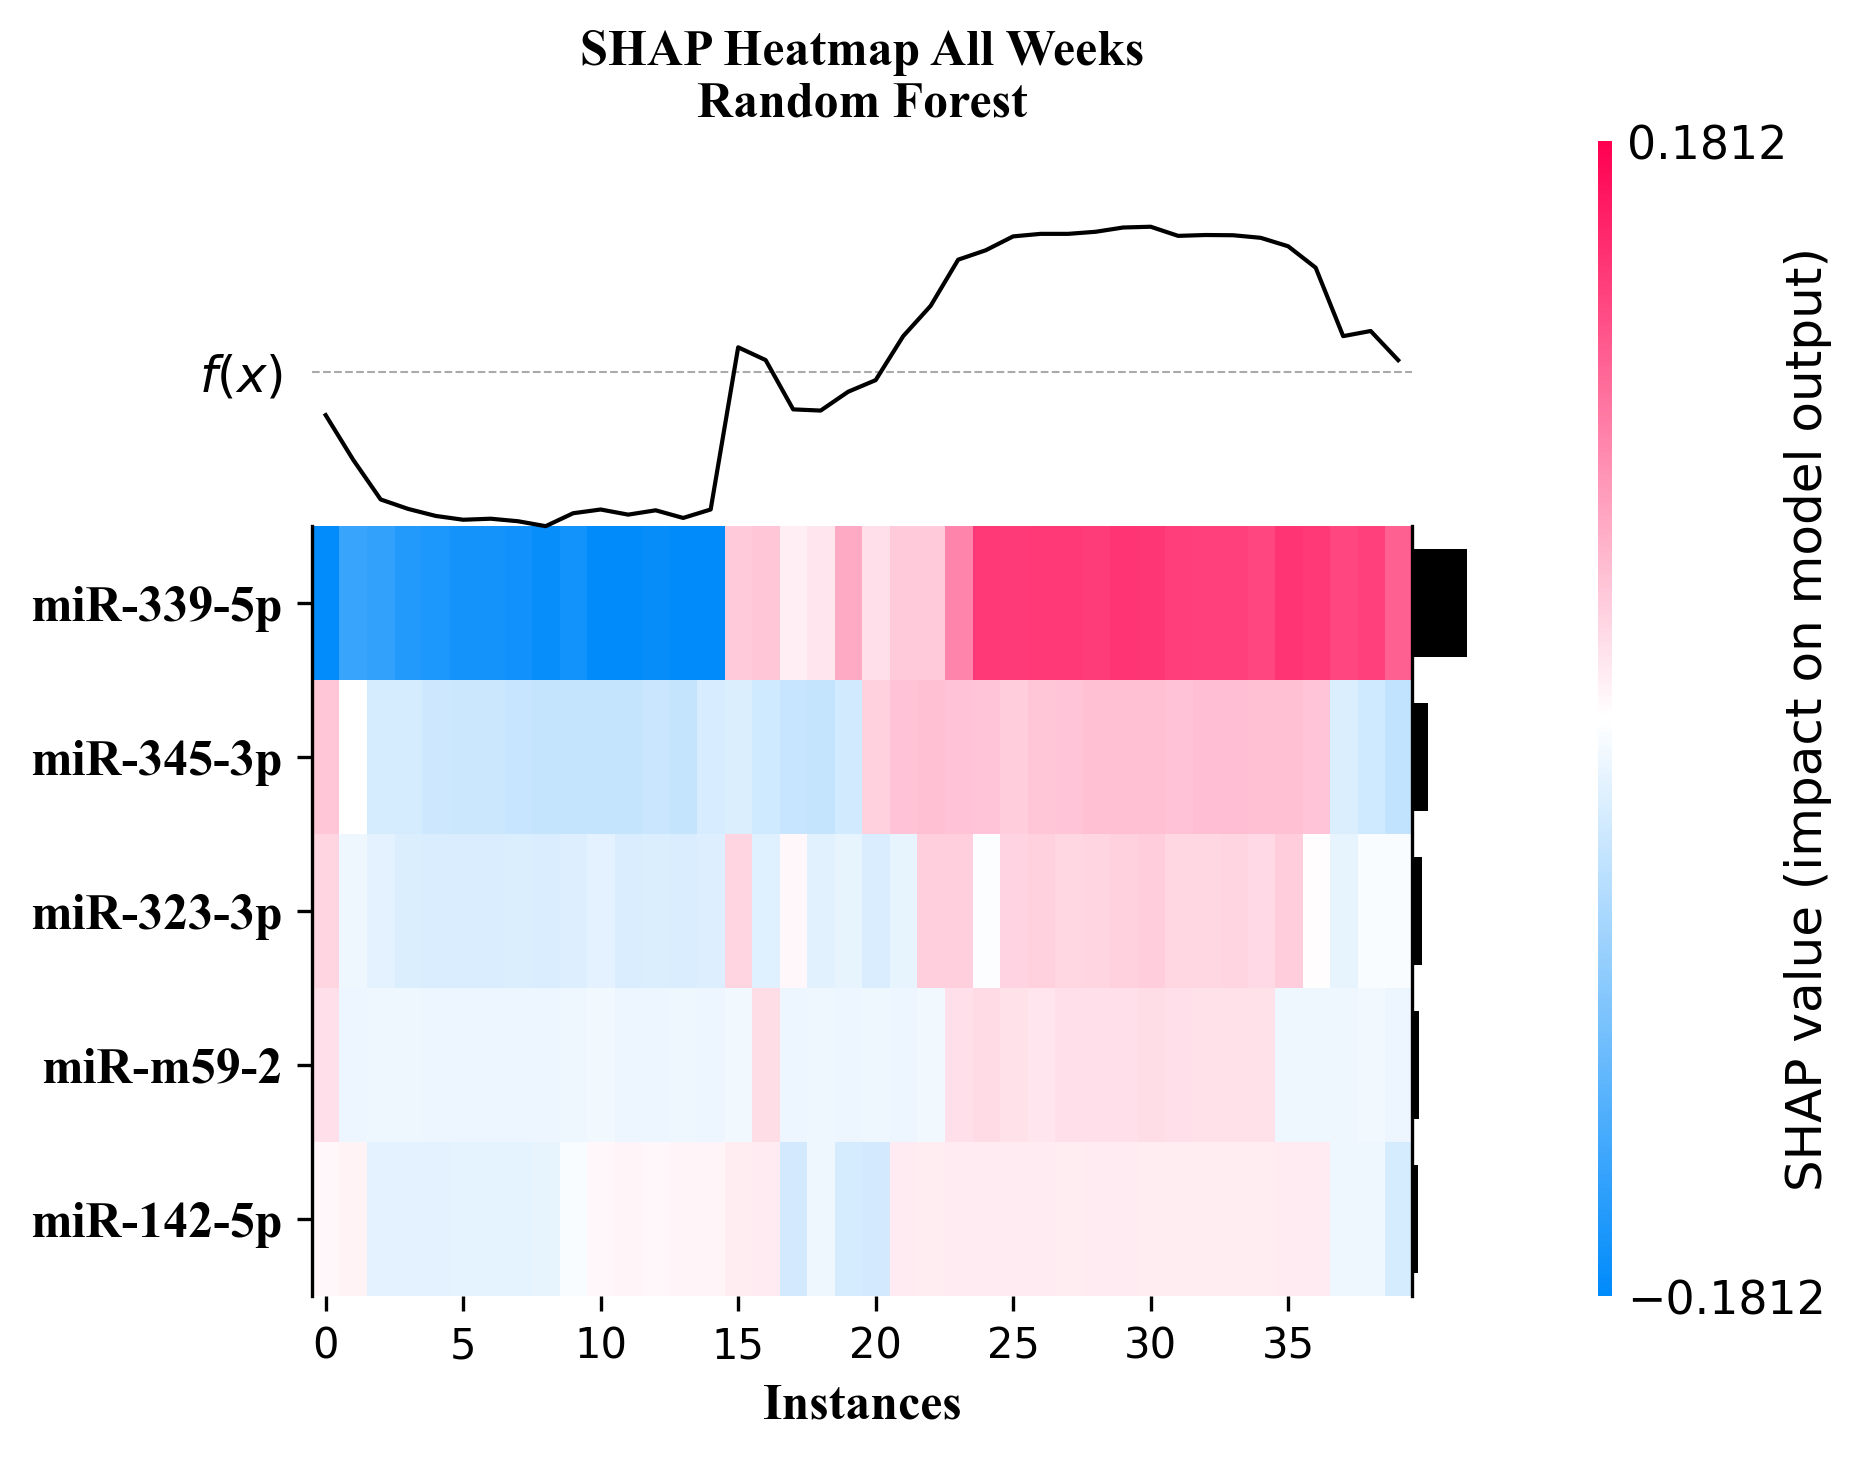 SHAP Heatmap All Weeks
Random Forest
f(x)
miR-339-5p
miR-345-3p
miR-323-3p
miR-m59-2
miR-142-5p
0 5 10 15 20 25 30 35
Instances
0.1812
−0.1812
SHAP value (impact on model output)